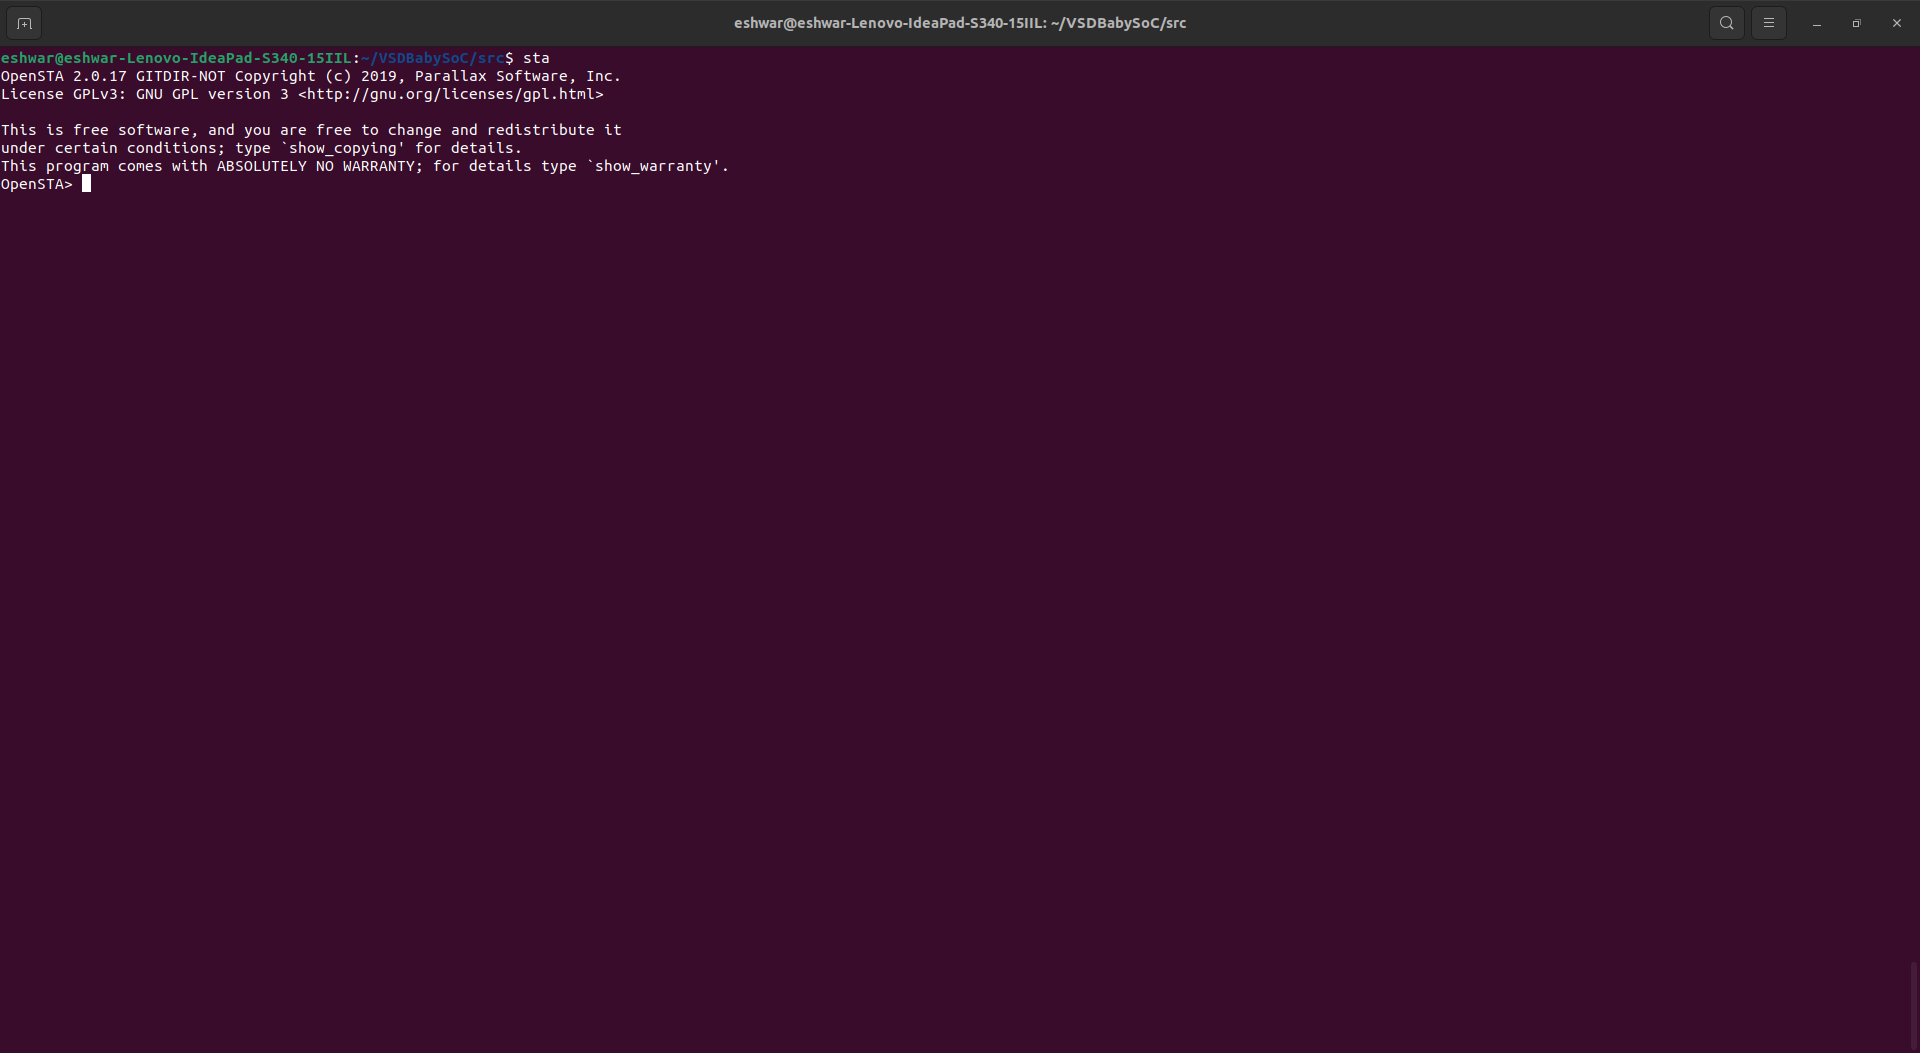 eshwar@eshwar-Lenovo-IdeaPad-S340-15IIL: ~/VSDBabySoC/src
eshwar@eshwar-Lenovo-IdeaPad-S340-15IIL:~/VSDBabySoC/src$ sta
OpenSTA 2.0.17 GITDIR-NOT Copyright (c) 2019, Parallax Software, Inc.
License GPLv3: GNU GPL version 3 <http://gnu.org/licenses/gpl.html>
This is free software, and you are free to change and redistribute it
under certain conditions; type `show_copying' for details.
This program comes with ABSOLUTELY NO WARRANTY; for details type `show_warranty'.
OpenSTA>